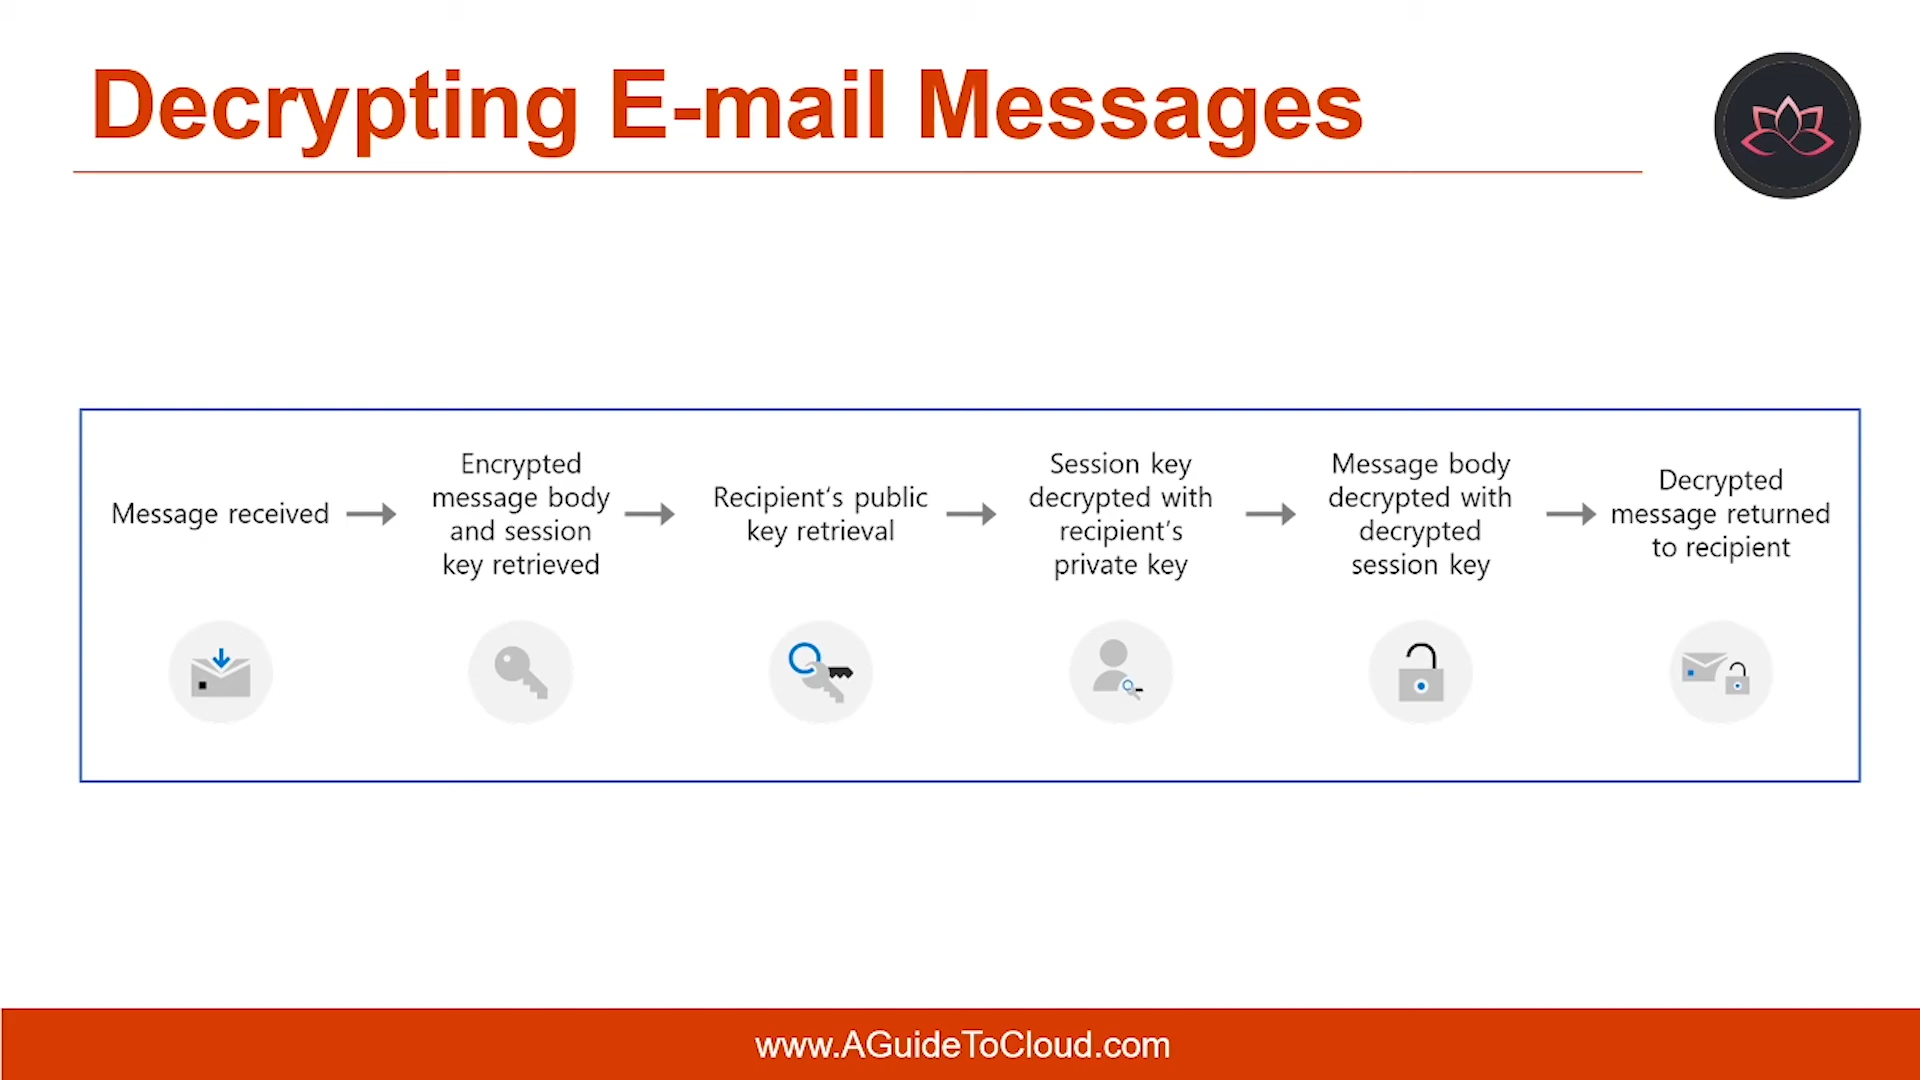 Decrypting E-mail Messages
Message received
Encrypted
message body
and session
key retrieved
Recipient‘s public
key retrieval
Session key
decrypted with
recipient’s
private key
Message body
decrypted with
decrypted
session key
Decrypted
message returned
to recipient
www.AGuideToCloud.com